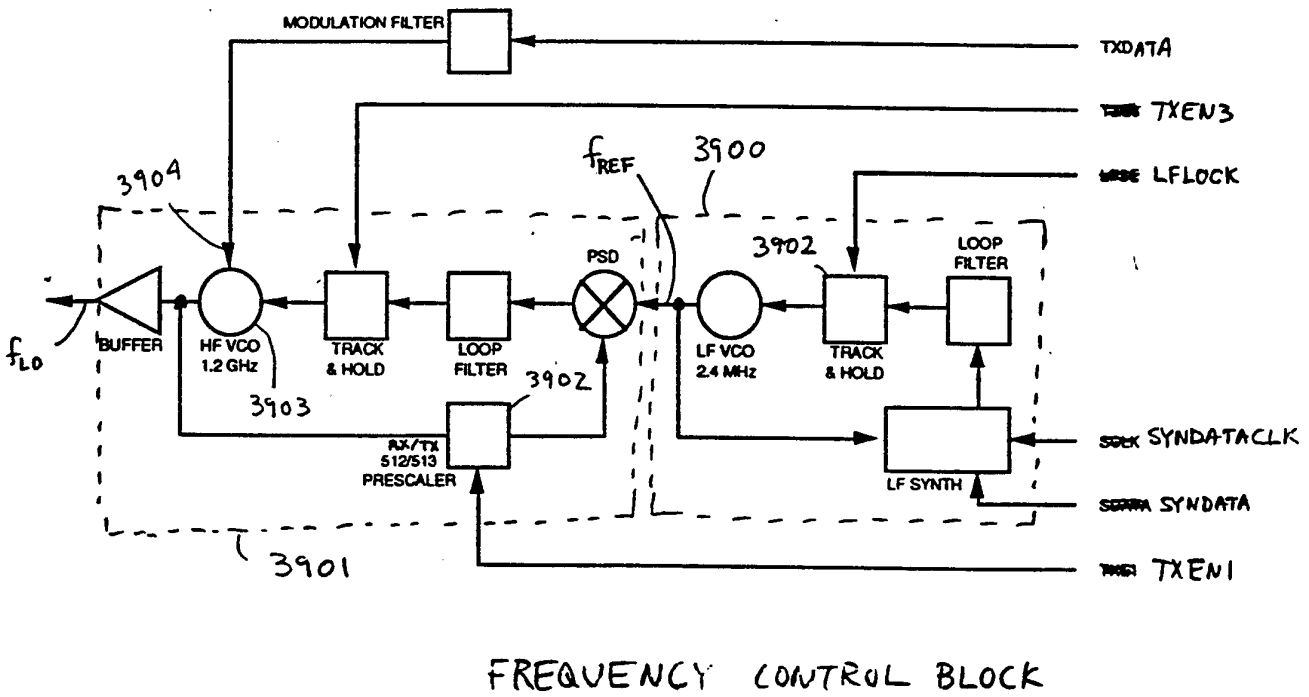 MODULATION FILTER
TXDATA
TXEN3
LFLOCK
3900
fREF
3904
3902
LOOP
FILTER
PSD
fLO
BUFFER
HF VCO
1.2 GHz
TRACK
& HOLD
LOOP
FILTER
LF VCO
2.4 MHz
TRACK
& HOLD
3903
3902
RX/TX
512/513
PRESCALER
LF SYNTH
SCLK SYNDATACLK
SDATA SYNDATA
3901
TXEN1
FREQUENCY CONTROL BLOCK